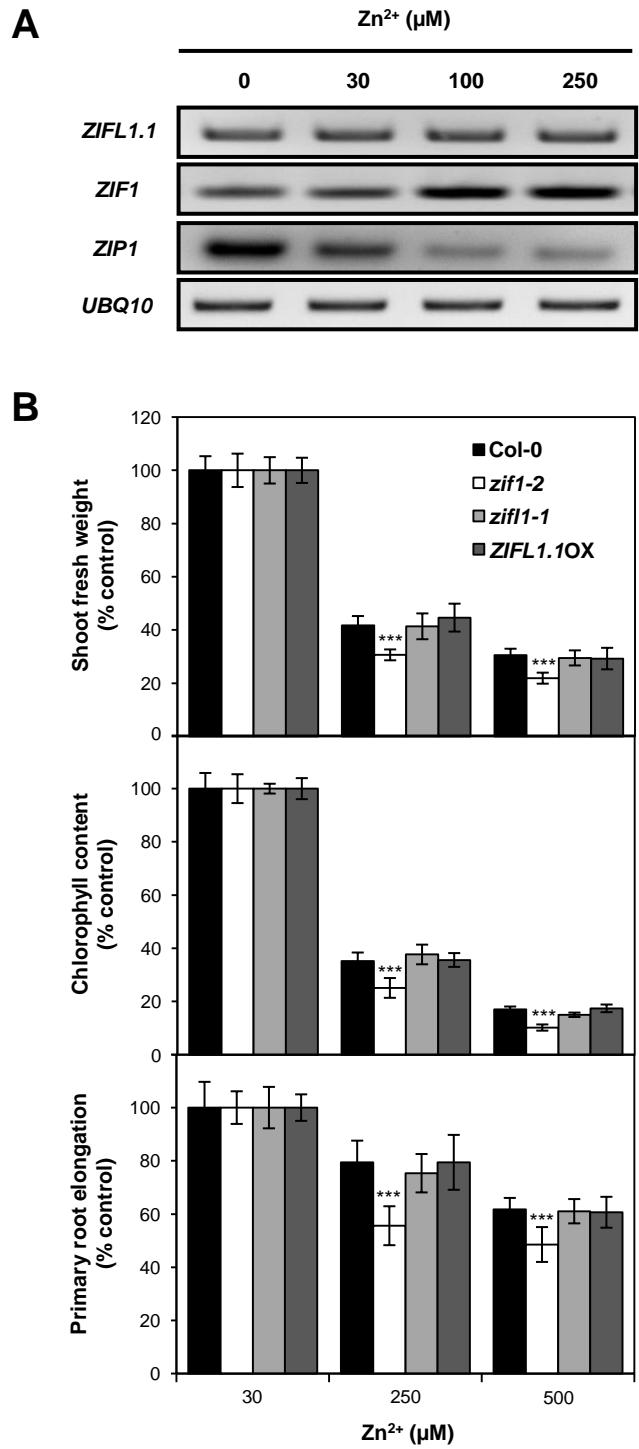 A
Zn²⁺ (µM)
0 30 100 250
ZIFL1.1
ZIF1
ZIP1
UBQ10
B
Shoot fresh weight
(% control)
120
100
80
60
40
20
0
Col-0
zif1-2
zifl1-1
ZIFL1.1OX
***
***
Chlorophyll content
(% control)
100
80
60
40
20
0
***
***
Primary root elongation
(% control)
100
80
60
40
20
0
***
***
30 250 500
Zn²⁺ (µM)